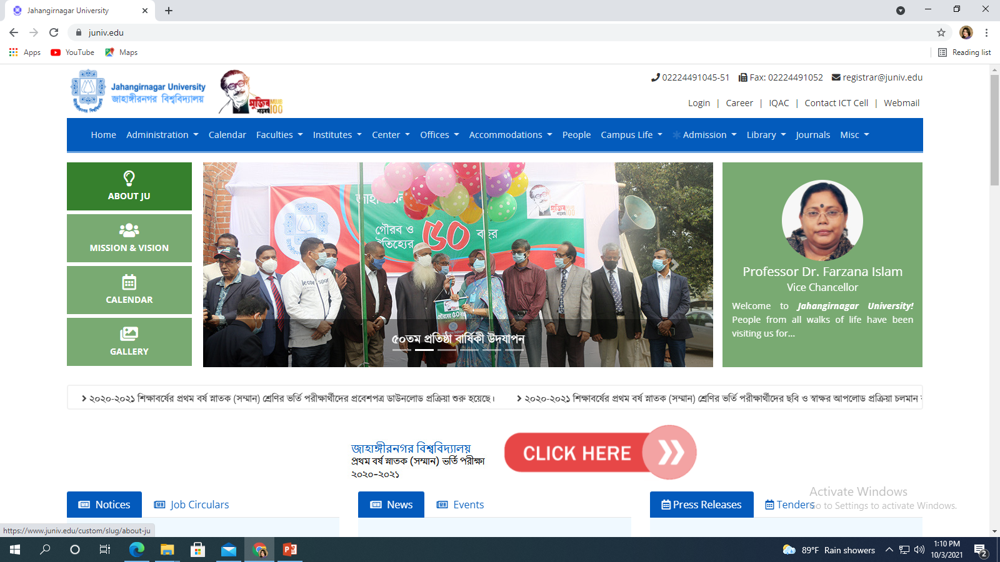 Jahangirnagar University
juniv.edu
Apps YouTube Maps Reading list
Jahangirnagar University
জাহাঙ্গীরনগর বিশ্ববিদ্যালয়
মুজিব MUJIB
শতবর্ষ 100
02224491045-51 Fax: 02224491052 registrar@juniv.edu
Login | Career | IQAC | Contact ICT Cell | Webmail
Home Administration Calendar Faculties Institutes Center Offices Accommodations People Campus Life Admission Library Journals Misc
ABOUT JU
MISSION & VISION
CALENDAR
GALLERY
গৌরব ও
ঐতিহ্যের ৫০ বছর
৫০তম প্রতিষ্ঠা বার্ষিকী উদযাপন
Professor Dr. Farzana Islam
Vice Chancellor
Welcome to Jahangirnagar University!
People from all walks of life have been
visiting us for...
২০২০-২০২১ শিক্ষাবর্ষের প্রথম বর্ষ স্নাতক (সম্মান) শ্রেণির ভর্তি পরীক্ষার্থীদের প্রবেশপত্র ডাউনলোড প্রক্রিয়া শুরু হয়েছে। ২০২০-২০২১ শিক্ষাবর্ষের প্রথম বর্ষ স্নাতক (সম্মান) শ্রেণির ভর্তি পরীক্ষার্থীদের ছবি ও স্বাক্ষর আপলোড প্রক্রিয়া চলমান
জাহাঙ্গীরনগর বিশ্ববিদ্যালয়
প্রথম বর্ষ স্নাতক (সম্মান) ভর্তি পরীক্ষা
২০২০-২০২১
CLICK HERE
Notices Job Circulars News Events Press Releases Tenders
Activate Windows
Go to Settings to activate Windows.
https://www.juniv.edu/custom/slug/about-ju
89°F Rain showers
1:10 PM
10/3/2021
2